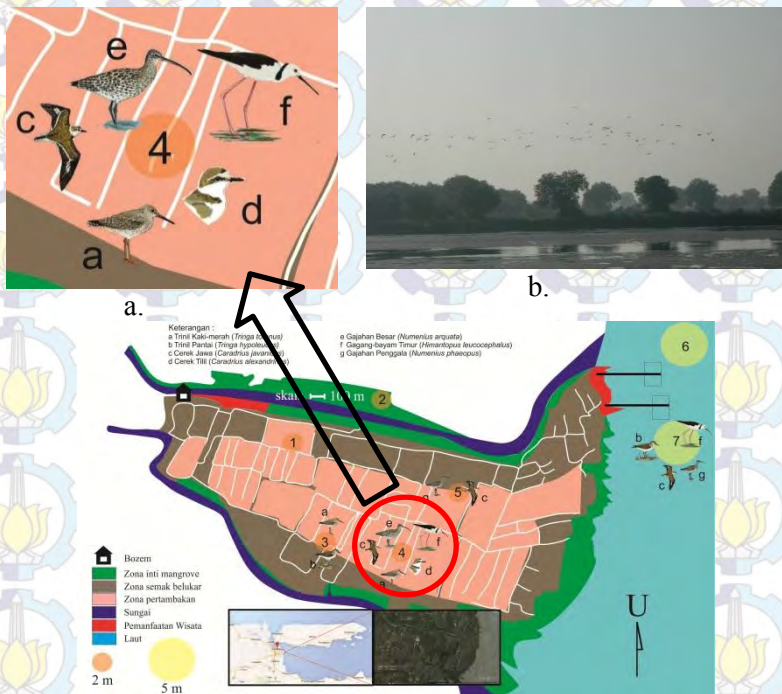 e
f
c
4
d
a
a.
b.
Keterangan :
a Trinil Kaki-merah (Tringa totanus)
b Trinil Pantai (Tringa hypoleucos)
c Cerek Jawa (Caradrius javanicus)
d Cerek Tilil (Caradrius alexandrinus)
e Gajahan Besar (Numenius arquata)
f Gagang-bayam Timur (Himantopus leucocephalus)
g Gajahan Penggala (Numenius phaeopus)
skala 100 m
2
6
1
7
b
f
c
g
5
c
a
3
b
e
f
c
4
d
a
U
Bozem
Zona inti mangrove
Zona semak belukar
Zona pertambakan
Sungai
Pemanfaatan Wisata
Laut
2 m
5 m